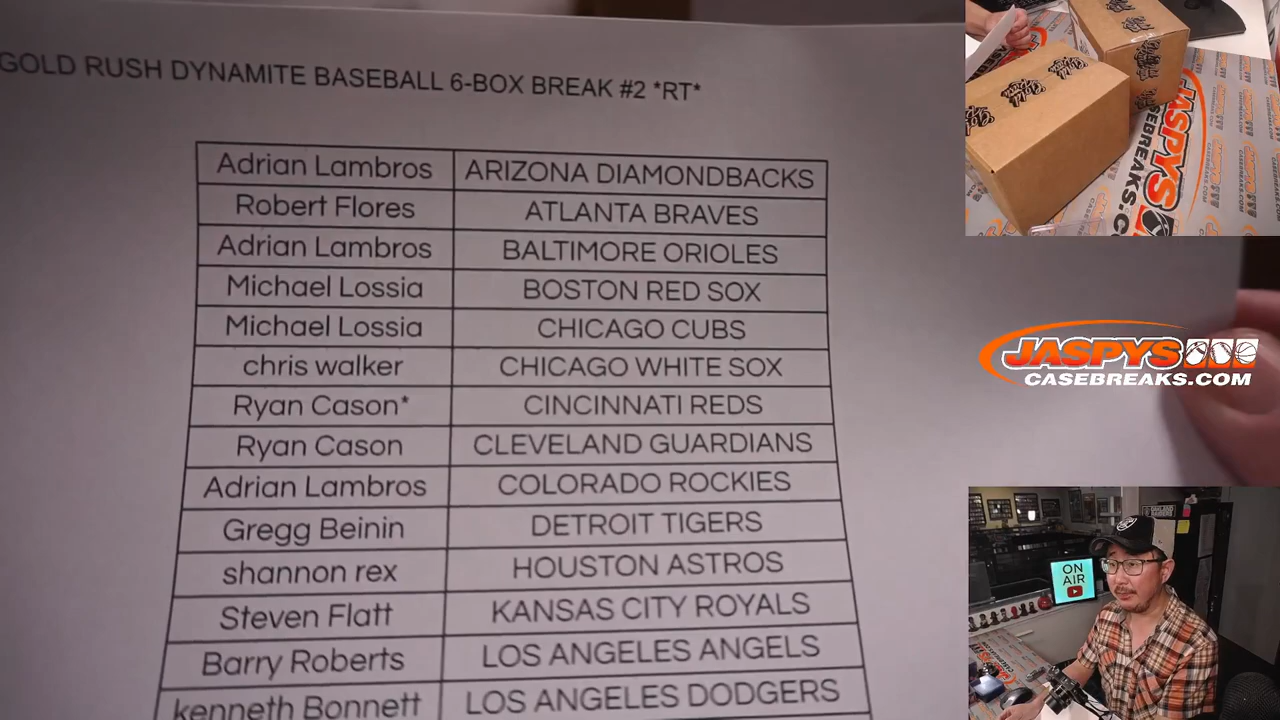 GOLD RUSH DYNAMITE BASEBALL 6-BOX BREAK #2 *RT*
Adrian Lambros ARIZONA DIAMONDBACKS
Robert Flores ATLANTA BRAVES
Adrian Lambros BALTIMORE ORIOLES
Michael Lossia BOSTON RED SOX
Michael Lossia CHICAGO CUBS
chris walker CHICAGO WHITE SOX
Ryan Cason* CINCINNATI REDS
Ryan Cason CLEVELAND GUARDIANS
Adrian Lambros COLORADO ROCKIES
Gregg Beinin DETROIT TIGERS
shannon rex HOUSTON ASTROS
Steven Flatt KANSAS CITY ROYALS
Barry Roberts LOS ANGELES ANGELS
kenneth Bonnett LOS ANGELES DODGERS
JASPYS
CASEBREAKS.COM
JASPYS
CASEBREAKS.CO
ON
AIR